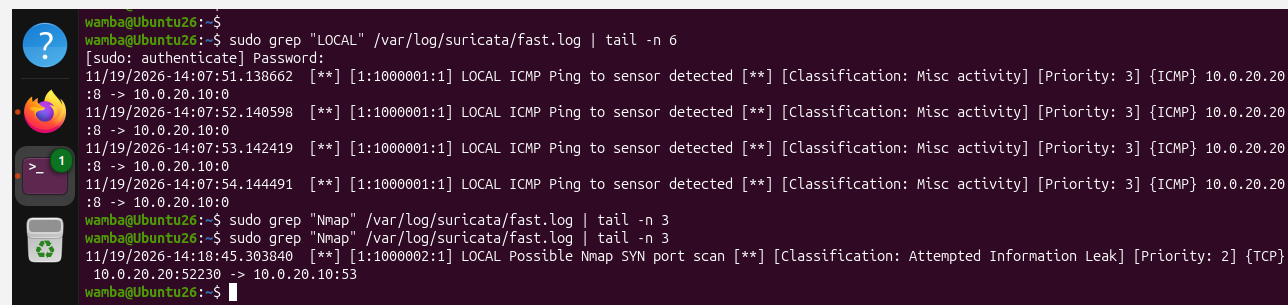 wamba@Ubuntu26:~$
wamba@Ubuntu26:~$ sudo grep "LOCAL" /var/log/suricata/fast.log | tail -n 6
[sudo: authenticate] Password:
11/19/2026-14:07:51.138662  [**] [1:1000001:1] LOCAL ICMP Ping to sensor detected [**] [Classification: Misc activity] [Priority: 3] {ICMP} 10.0.20.20
:8 -> 10.0.20.10:0
11/19/2026-14:07:52.140598  [**] [1:1000001:1] LOCAL ICMP Ping to sensor detected [**] [Classification: Misc activity] [Priority: 3] {ICMP} 10.0.20.20
:8 -> 10.0.20.10:0
11/19/2026-14:07:53.142419  [**] [1:1000001:1] LOCAL ICMP Ping to sensor detected [**] [Classification: Misc activity] [Priority: 3] {ICMP} 10.0.20.20
:8 -> 10.0.20.10:0
11/19/2026-14:07:54.144491  [**] [1:1000001:1] LOCAL ICMP Ping to sensor detected [**] [Classification: Misc activity] [Priority: 3] {ICMP} 10.0.20.20
:8 -> 10.0.20.10:0
wamba@Ubuntu26:~$ sudo grep "Nmap" /var/log/suricata/fast.log | tail -n 3
wamba@Ubuntu26:~$ sudo grep "Nmap" /var/log/suricata/fast.log | tail -n 3
11/19/2026-14:18:45.303840  [**] [1:1000002:1] LOCAL Possible Nmap SYN port scan [**] [Classification: Attempted Information Leak] [Priority: 2] {TCP}
 10.0.20.20:52230 -> 10.0.20.10:53
wamba@Ubuntu26:~$
?
>_
1